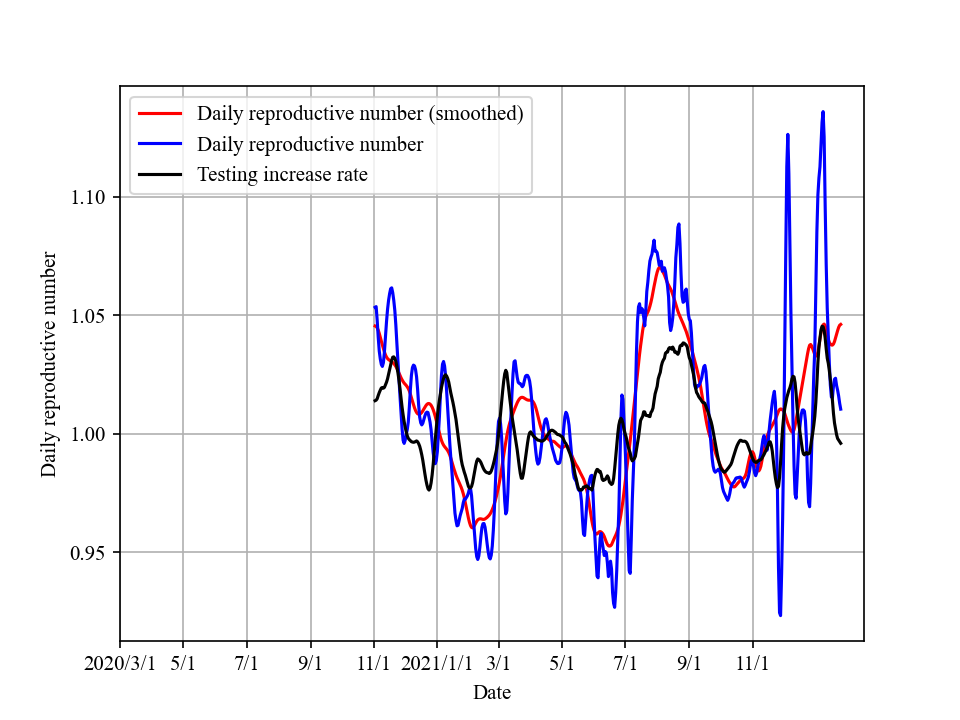 Daily reproductive number (smoothed)
Daily reproductive number
Testing increase rate
Daily reproductive number
1.10
1.05
1.00
0.95
2020/3/1 5/1 7/1 9/1 11/1 2021/1/1 3/1 5/1 7/1 9/1 11/1
Date